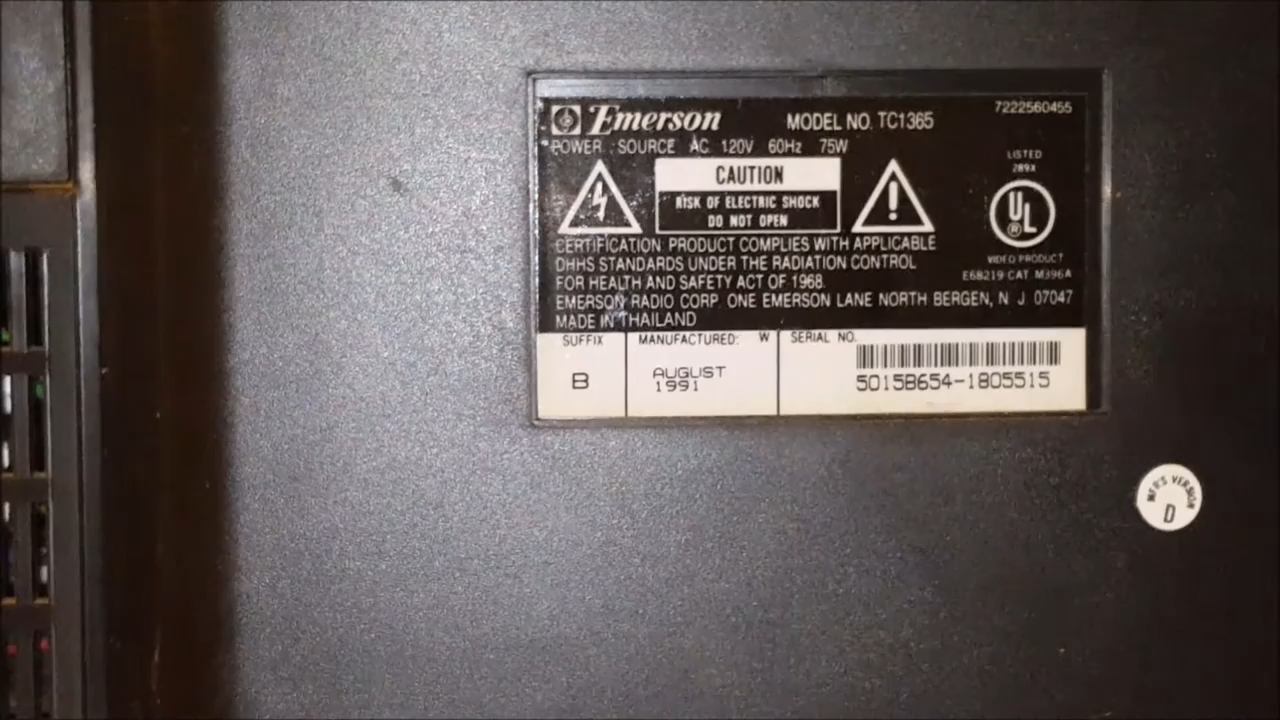 Emerson
MODEL NO. TC1365
7222560455
POWER SOURCE AC 120V 60Hz 75W
LISTED
289X
CAUTION
RISK OF ELECTRIC SHOCK
DO NOT OPEN
UL
®
CERTIFICATION: PRODUCT COMPLIES WITH APPLICABLE
DHHS STANDARDS UNDER THE RADIATION CONTROL
FOR HEALTH AND SAFETY ACT OF 1968.
VIDEO PRODUCT
E68219 CAT M396A
EMERSON RADIO CORP. ONE EMERSON LANE NORTH BERGEN, N J 07047
MADE IN THAILAND
SUFFIX
B
MANUFACTURED: W
AUGUST
1991
SERIAL NO.
5015B654-1805515
MFR'S VERSION
D